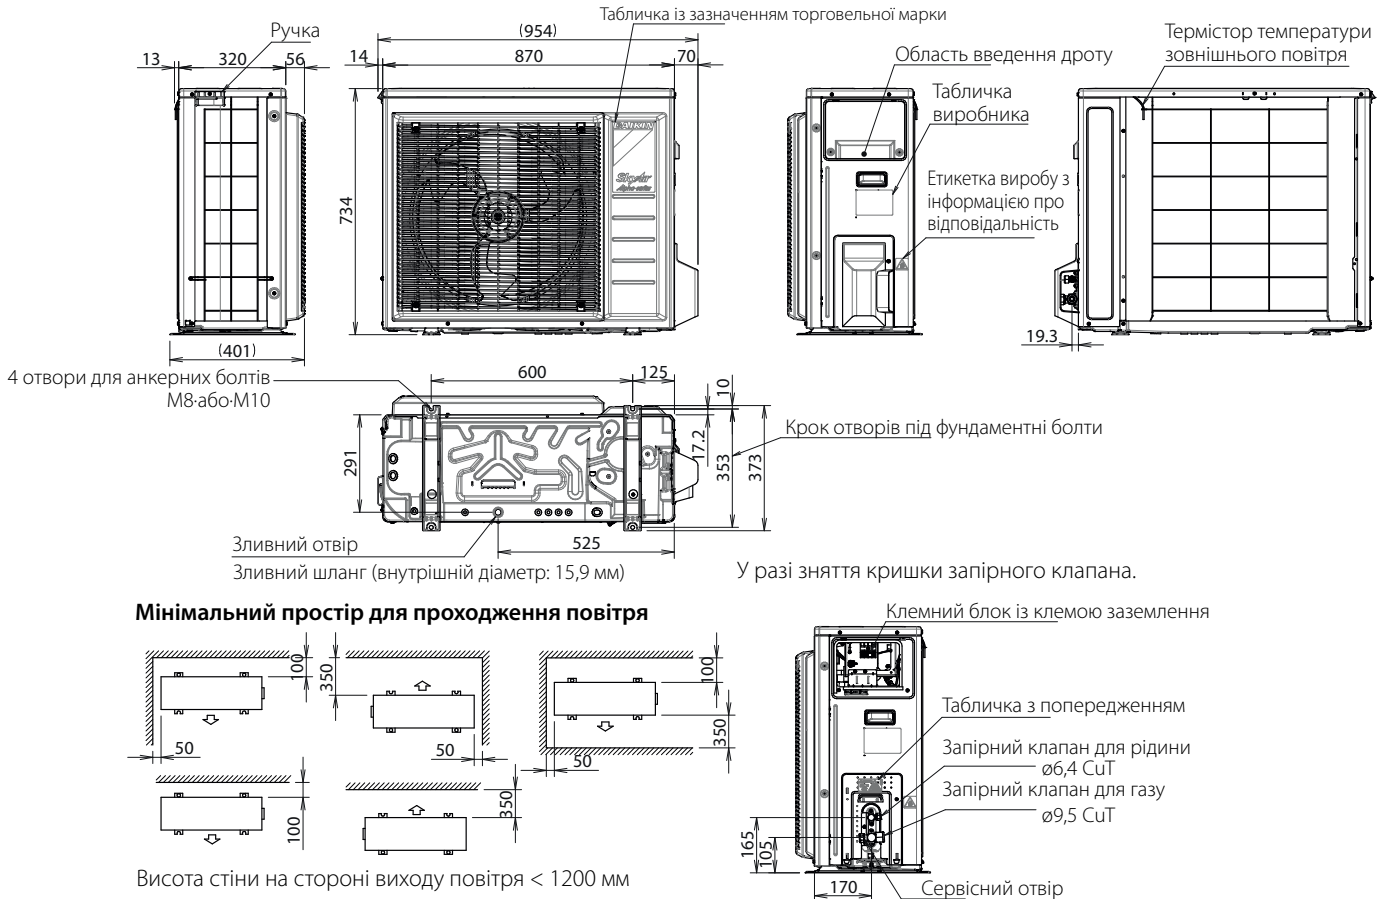 Табличка із зазначенням торговельної марки
Ручка
(954)
13
320
56
14
870
70
Область введення дроту
Термістор температури
зовнішнього повітря
Табличка
виробника
DAIKIN
SkyAir
Alpha-series
734
Етикетка виробу з
інформацією про
відповідальність
(401)
19.3
4 отвори для анкерних болтів
M8·або·M10
600
125
10
291
17.2
353
373
Крок отворів під фундаментні болти
525
Зливний отвір
Зливний шланг (внутрішній діаметр: 15,9 мм)
У разі зняття кришки запірного клапана.
Мінімальний простір для проходження повітря
100
50
350
50
100
350
50
100
350
Висота стіни на стороні виходу повітря < 1200 мм
Клемний блок із клемою заземлення
Табличка з попередженням
Запірний клапан для рідини
ø6,4 CuT
Запірний клапан для газу
ø9,5 CuT
165
105
170
Сервісний отвір